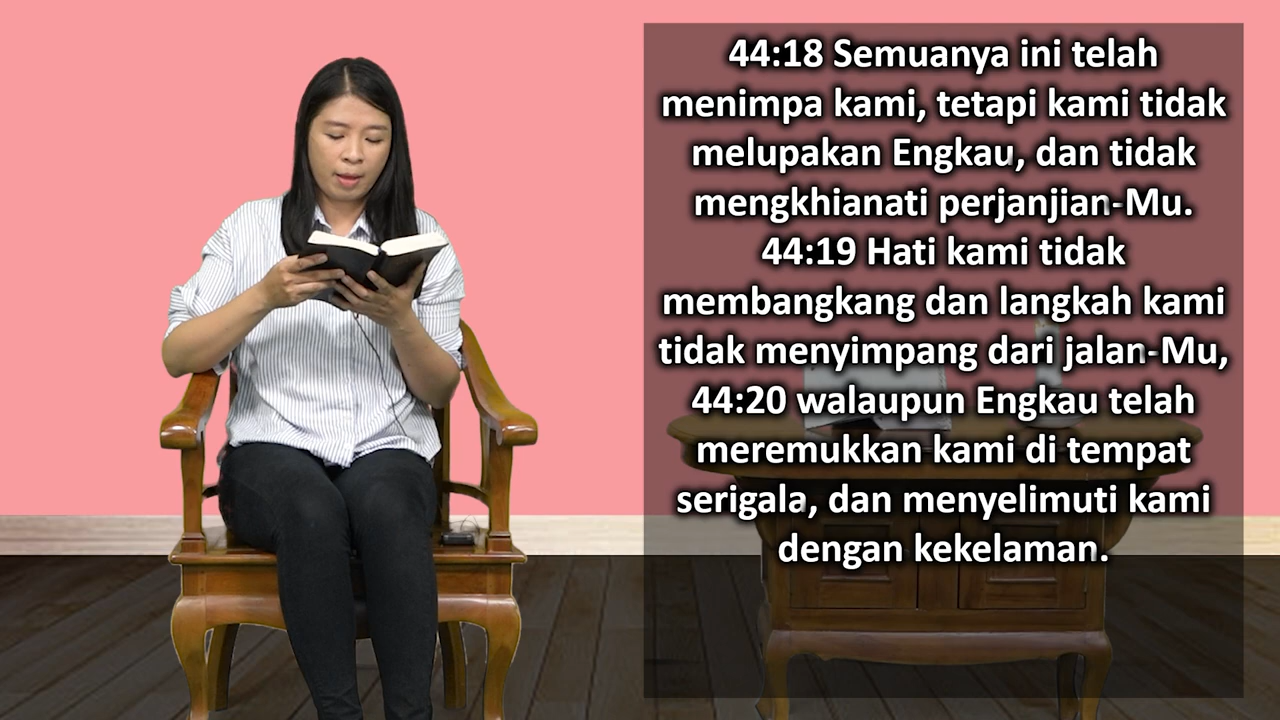 44:18 Semuanya ini telah
menimpa kami, tetapi kami tidak
melupakan Engkau, dan tidak
mengkhianati perjanjian-Mu.
44:19 Hati kami tidak
membangkang dan langkah kami
tidak menyimpang dari jalan-Mu,
44:20 walaupun Engkau telah
meremukkan kami di tempat
serigala, dan menyelimuti kami
dengan kekelaman.